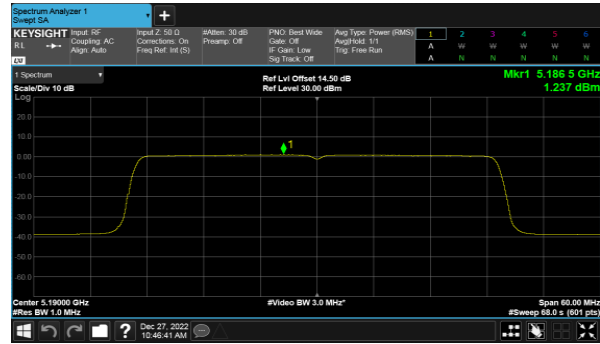 Spectrum Analyzer 1
Swept SA
+
KEYSIGHT Input: RF Input Z: 50 Ω #Atten: 30 dB PNO: Best Wide Avg Type: Power (RMS) 1 2 3 4 5 6
RL Coupling: AC Corrections: On Preamp: Off Gate: Off Avg|Hold: 1/1 A W W W W W
Align: Auto Freq Ref: Int (S) IF Gain: Low Trig: Free Run
Sig Track: Off A N N N N N
LXI
1 Spectrum Ref Lvl Offset 14.50 dB Mkr1 5.186 5 GHz
Scale/Div 10 dB Ref Level 30.00 dBm 1.237 dBm
Log
20.0
10.0
1
0.00
-10.0
-20.0
-30.0
-40.0
-50.0
-60.0
Center 5.19000 GHz #Video BW 3.0 MHz* Span 60.00 MHz
#Res BW 1.0 MHz #Sweep 68.0 s (601 pts)
? Dec 27, 2022
10:46:41 AM